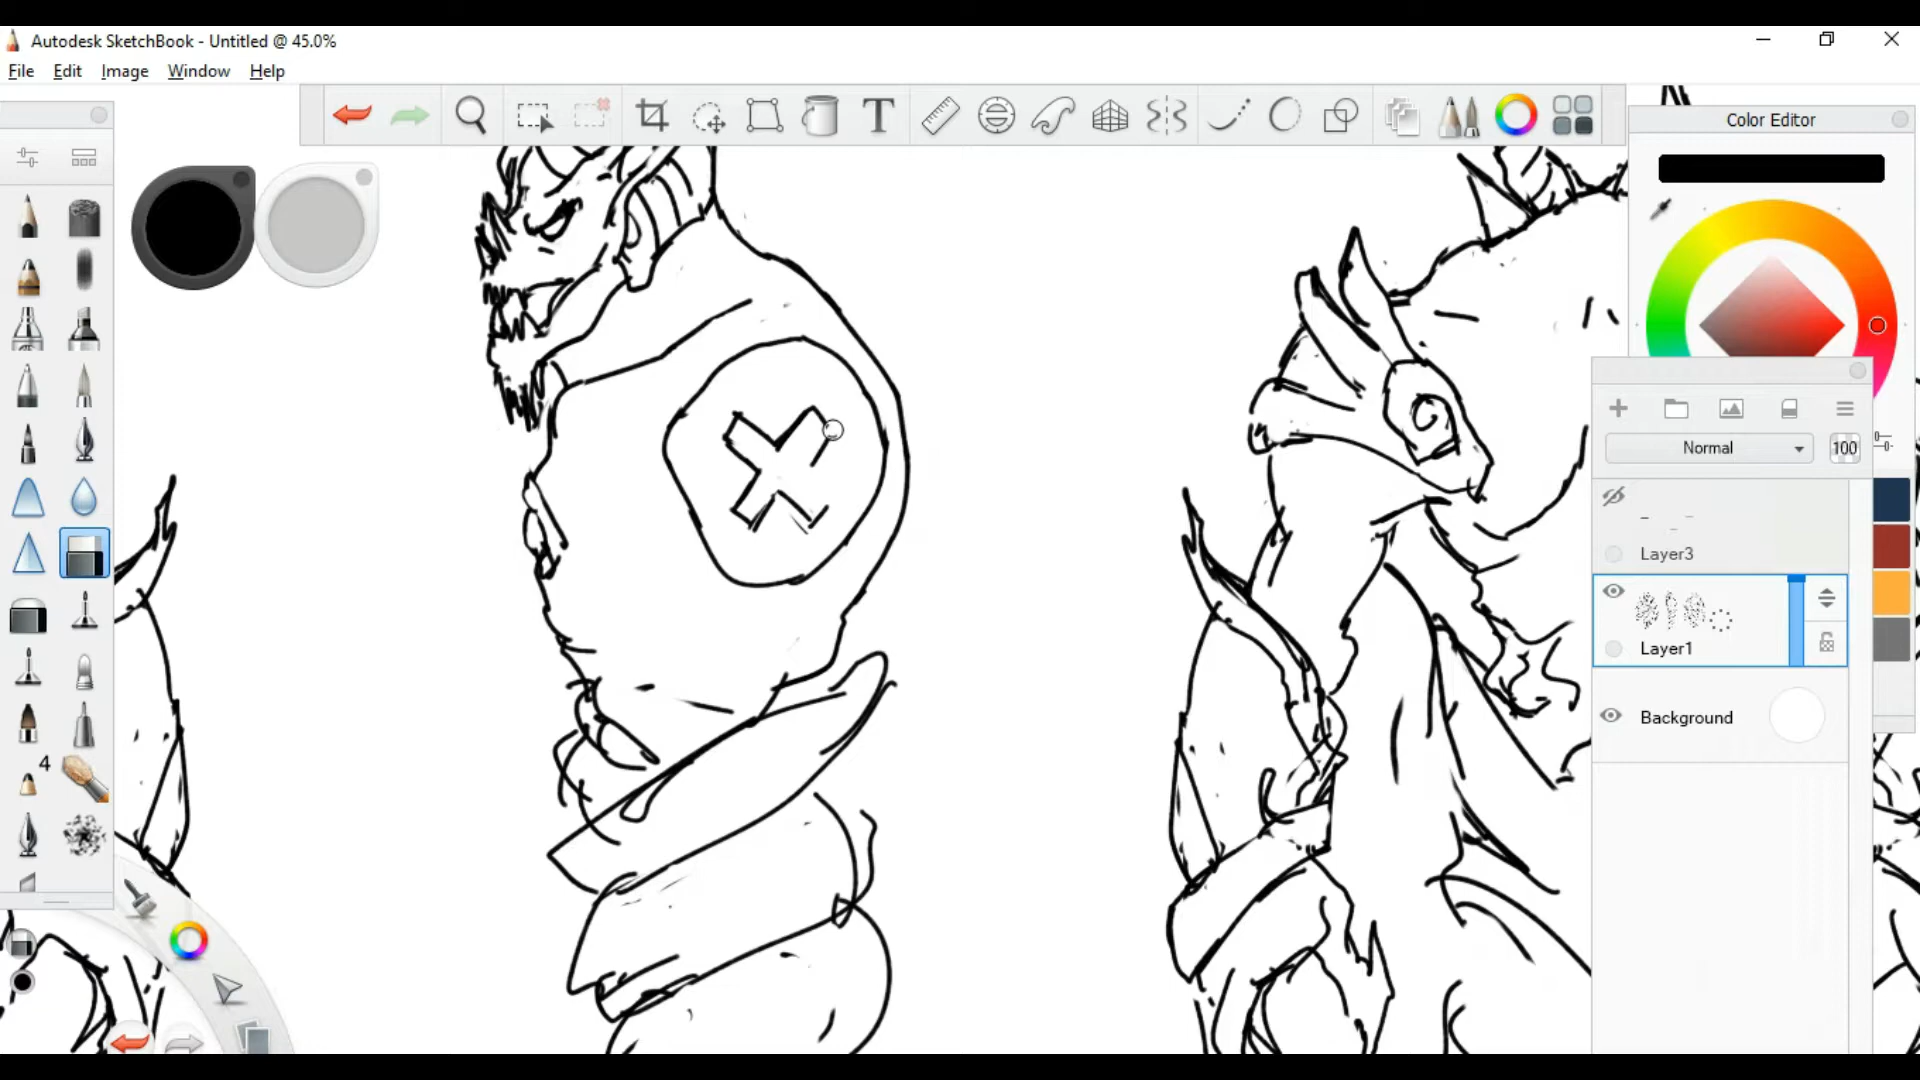 Autodesk SketchBook - Untitled @ 45.0%
File Edit Image Window Help
T
Color Editor
Normal 100
Layer3
Layer1
Background
4